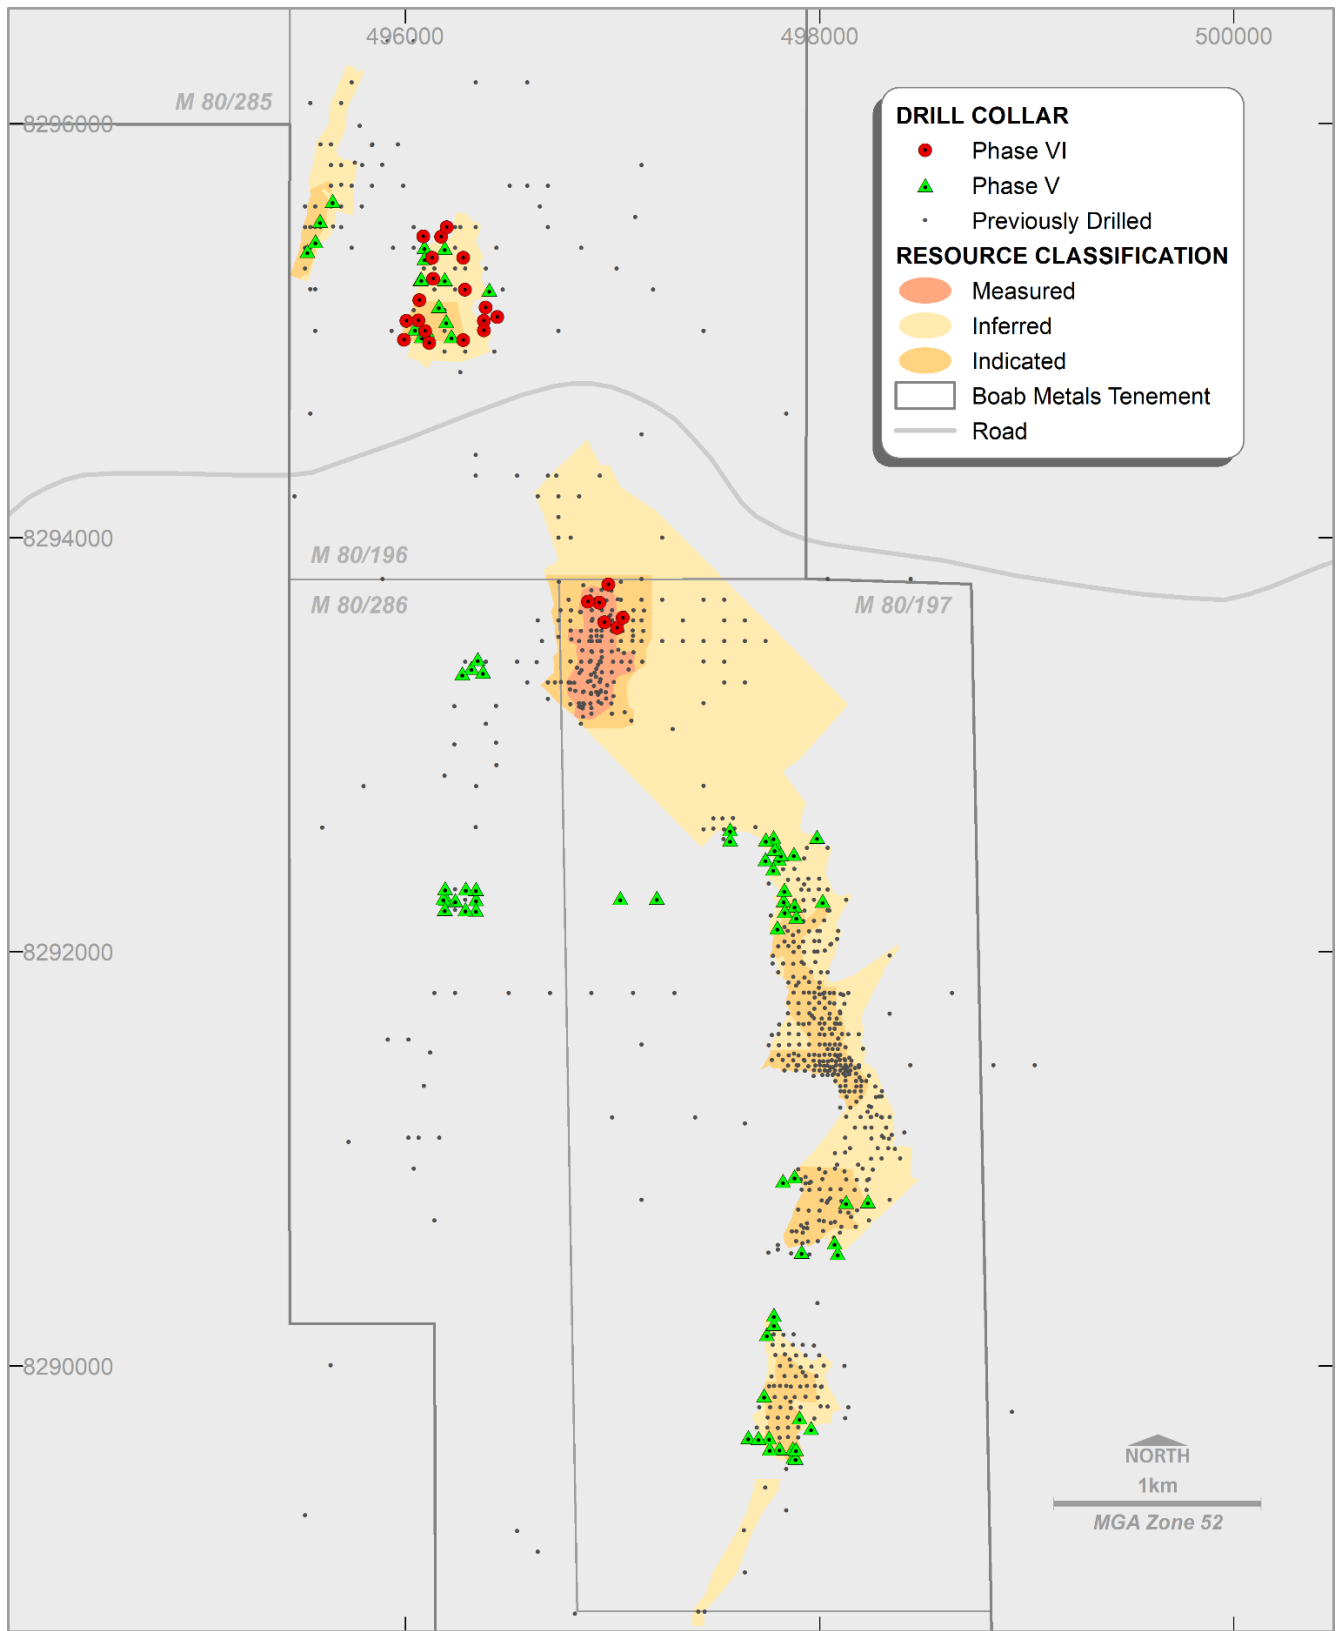 496000
498000
500000
M 80/285
8296000
DRILL COLLAR
Phase VI
Phase V
Previously Drilled
RESOURCE CLASSIFICATION
Measured
Inferred
Indicated
Boab Metals Tenement
Road
8294000
M 80/196
M 80/286
M 80/197
8292000
8290000
NORTH
1km
MGA Zone 52